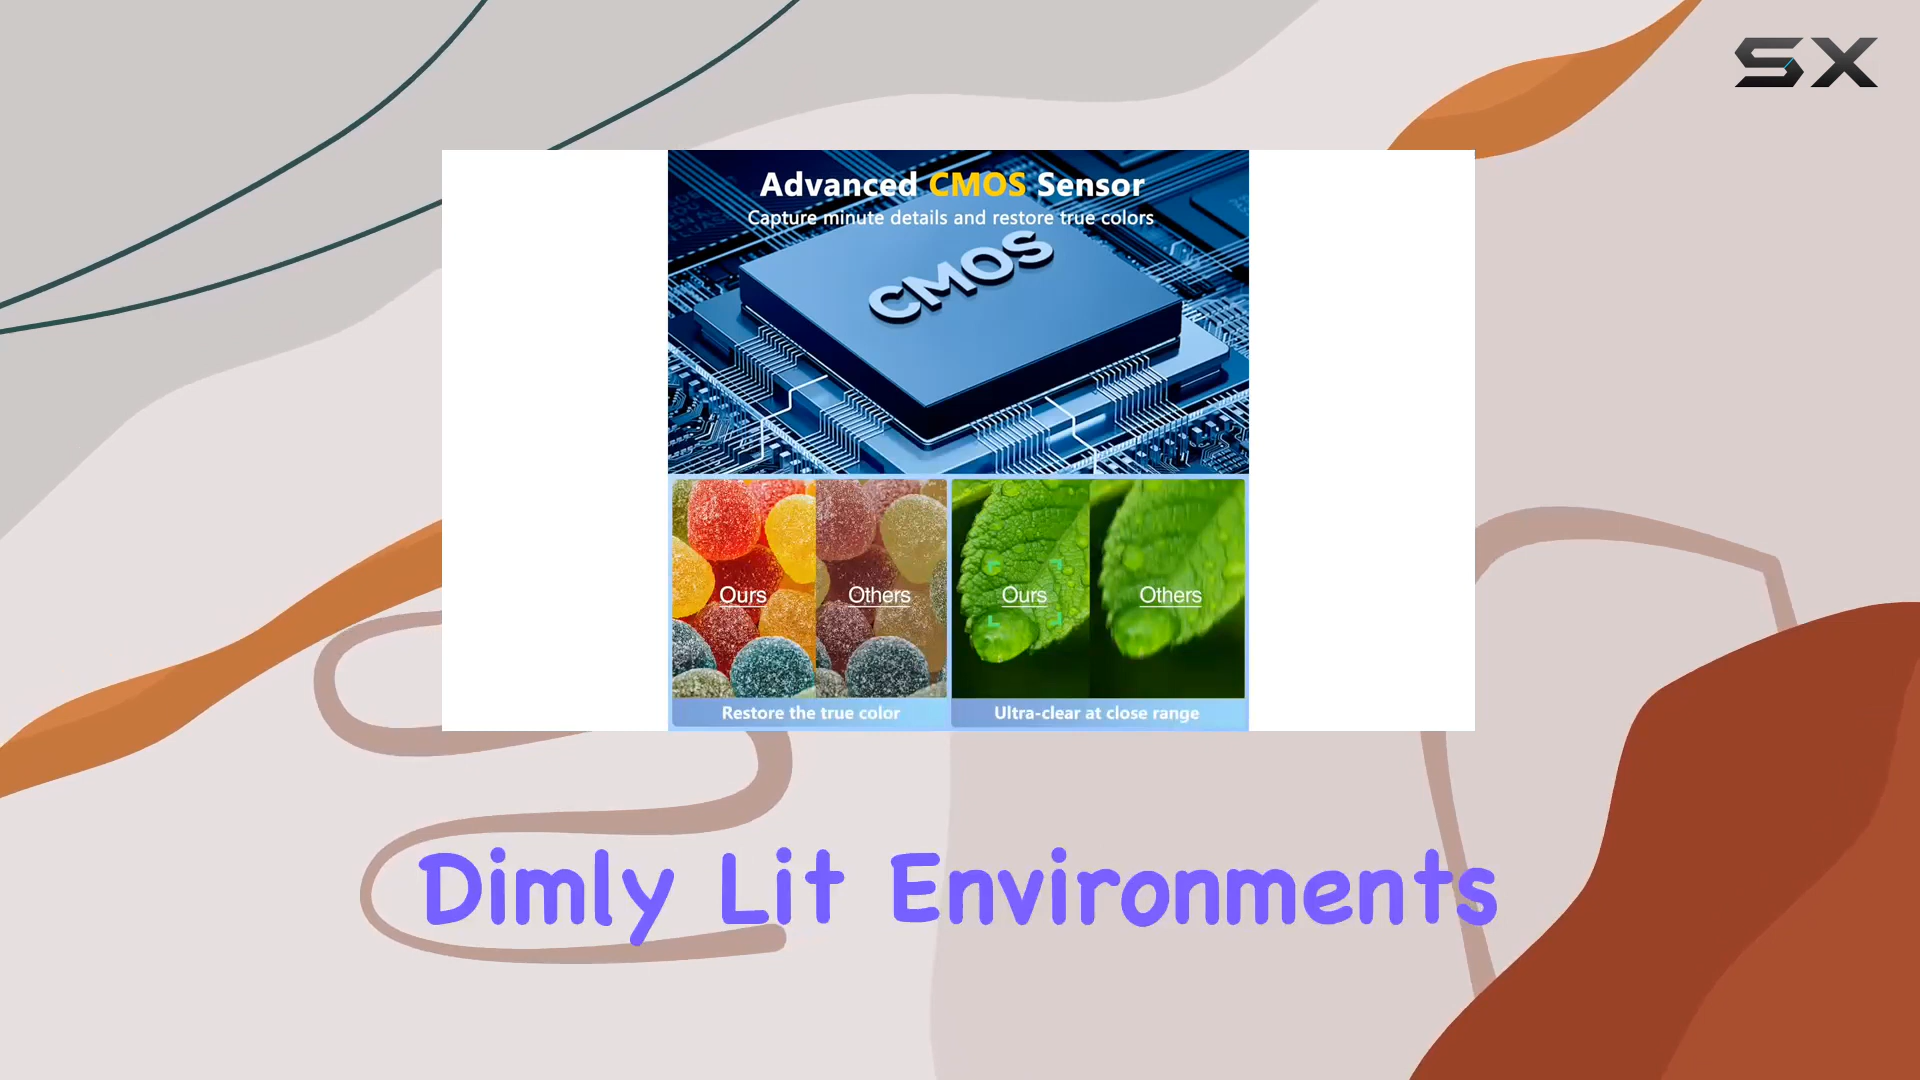 SX
Advanced CMOS Sensor
Capture minute details and restore true colors
CMOS
Ours
Others
Ours
Others
Restore the true color
Ultra-clear at close range
Dimly Lit Environments